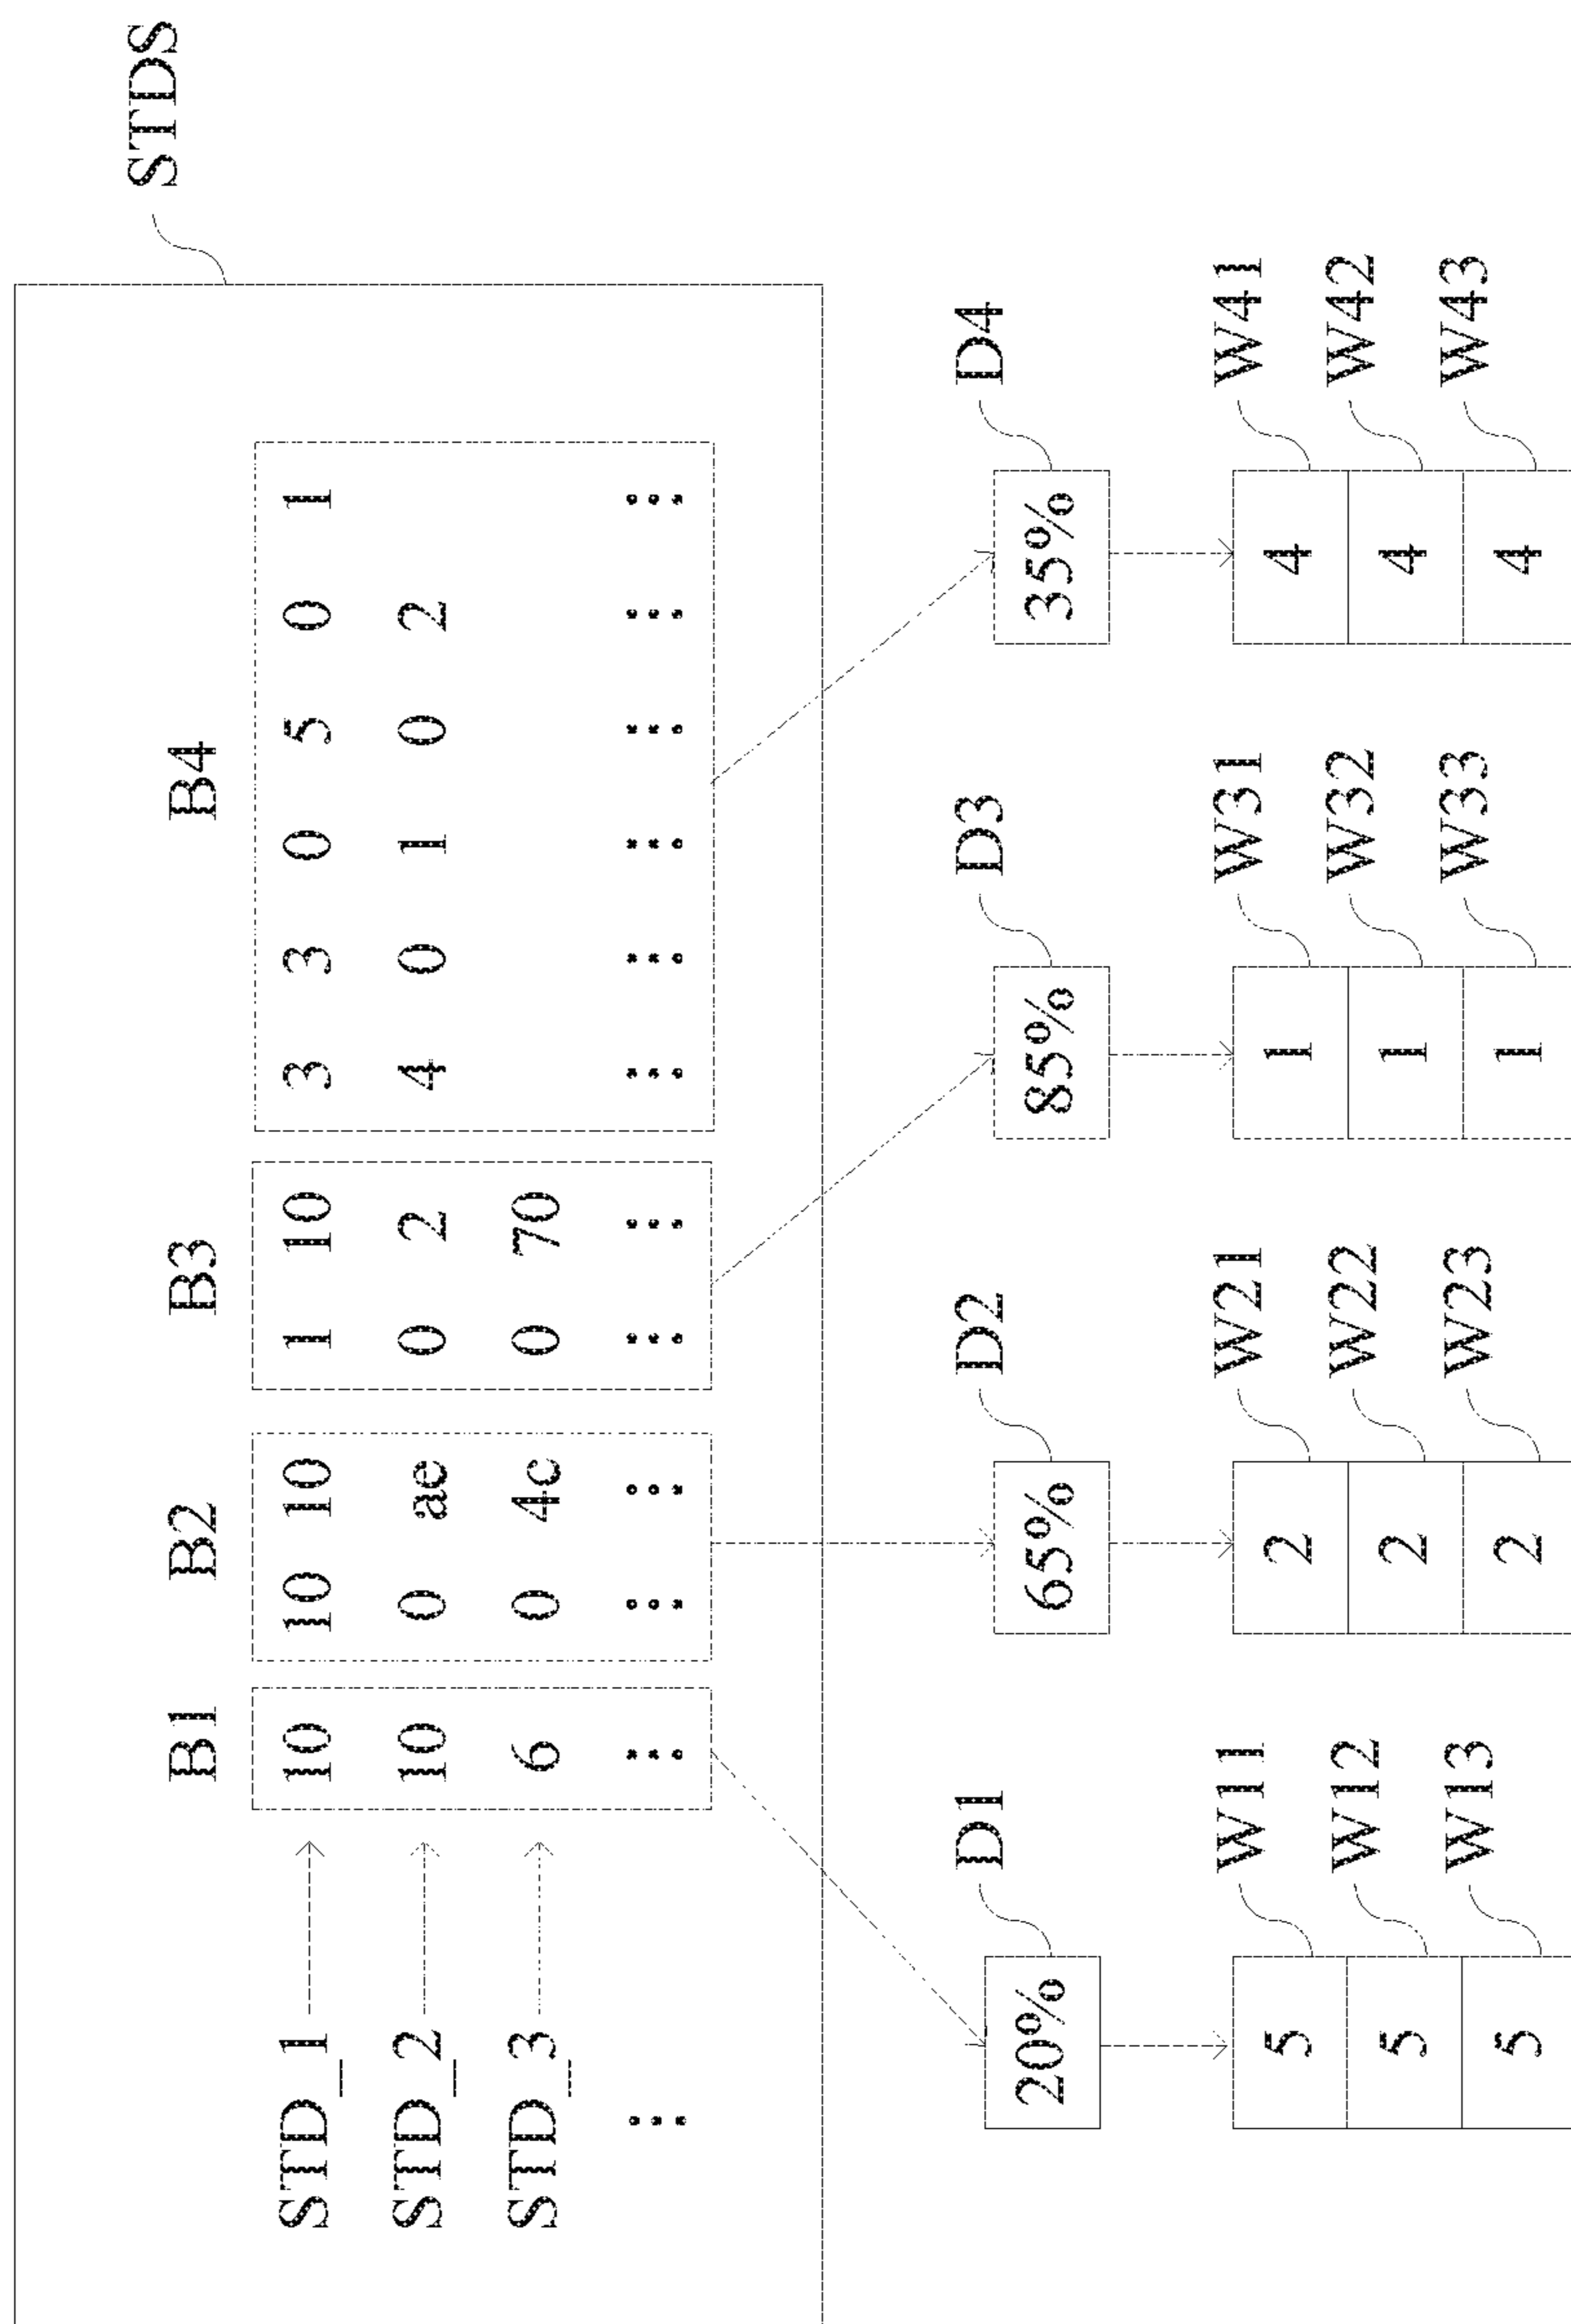 STDS
B1 B2 B3 B4
STD_1 10 10 10 1 10 3 3 0 5 0 1
STD_2 10 0 ae 0 2 4 0 1 0 2
STD_3 6 0 4c 0 70
... ... ... ... ... ... ... ... ... ... ... ...
D1 D2 D3 D4
20% 65% 85% 35%
5 W11 2 W21 1 W31 4 W41
5 W12 2 W22 1 W32 4 W42
5 W13 2 W23 1 W33 4 W43